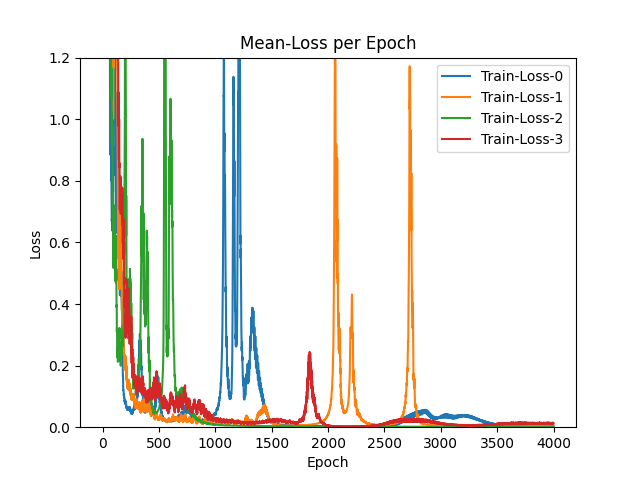 Mean-Loss per Epoch
1.2
1.0
0.8
0.6
0.4
0.2
0.0
Loss
Train-Loss-0
Train-Loss-1
Train-Loss-2
Train-Loss-3
0 500 1000 1500 2000 2500 3000 3500 4000
Epoch